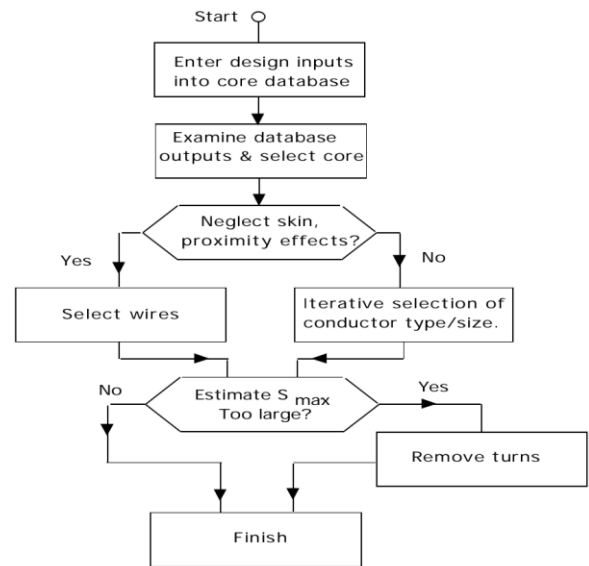 Start
Enter design inputs
into core database
Examine database
outputs & select core
Neglect skin,
proximity effects?
Yes
No
Select wires
Iterative selection of
conductor type/size.
No
Estimate S max
Too large?
Yes
Remove turns
Finish